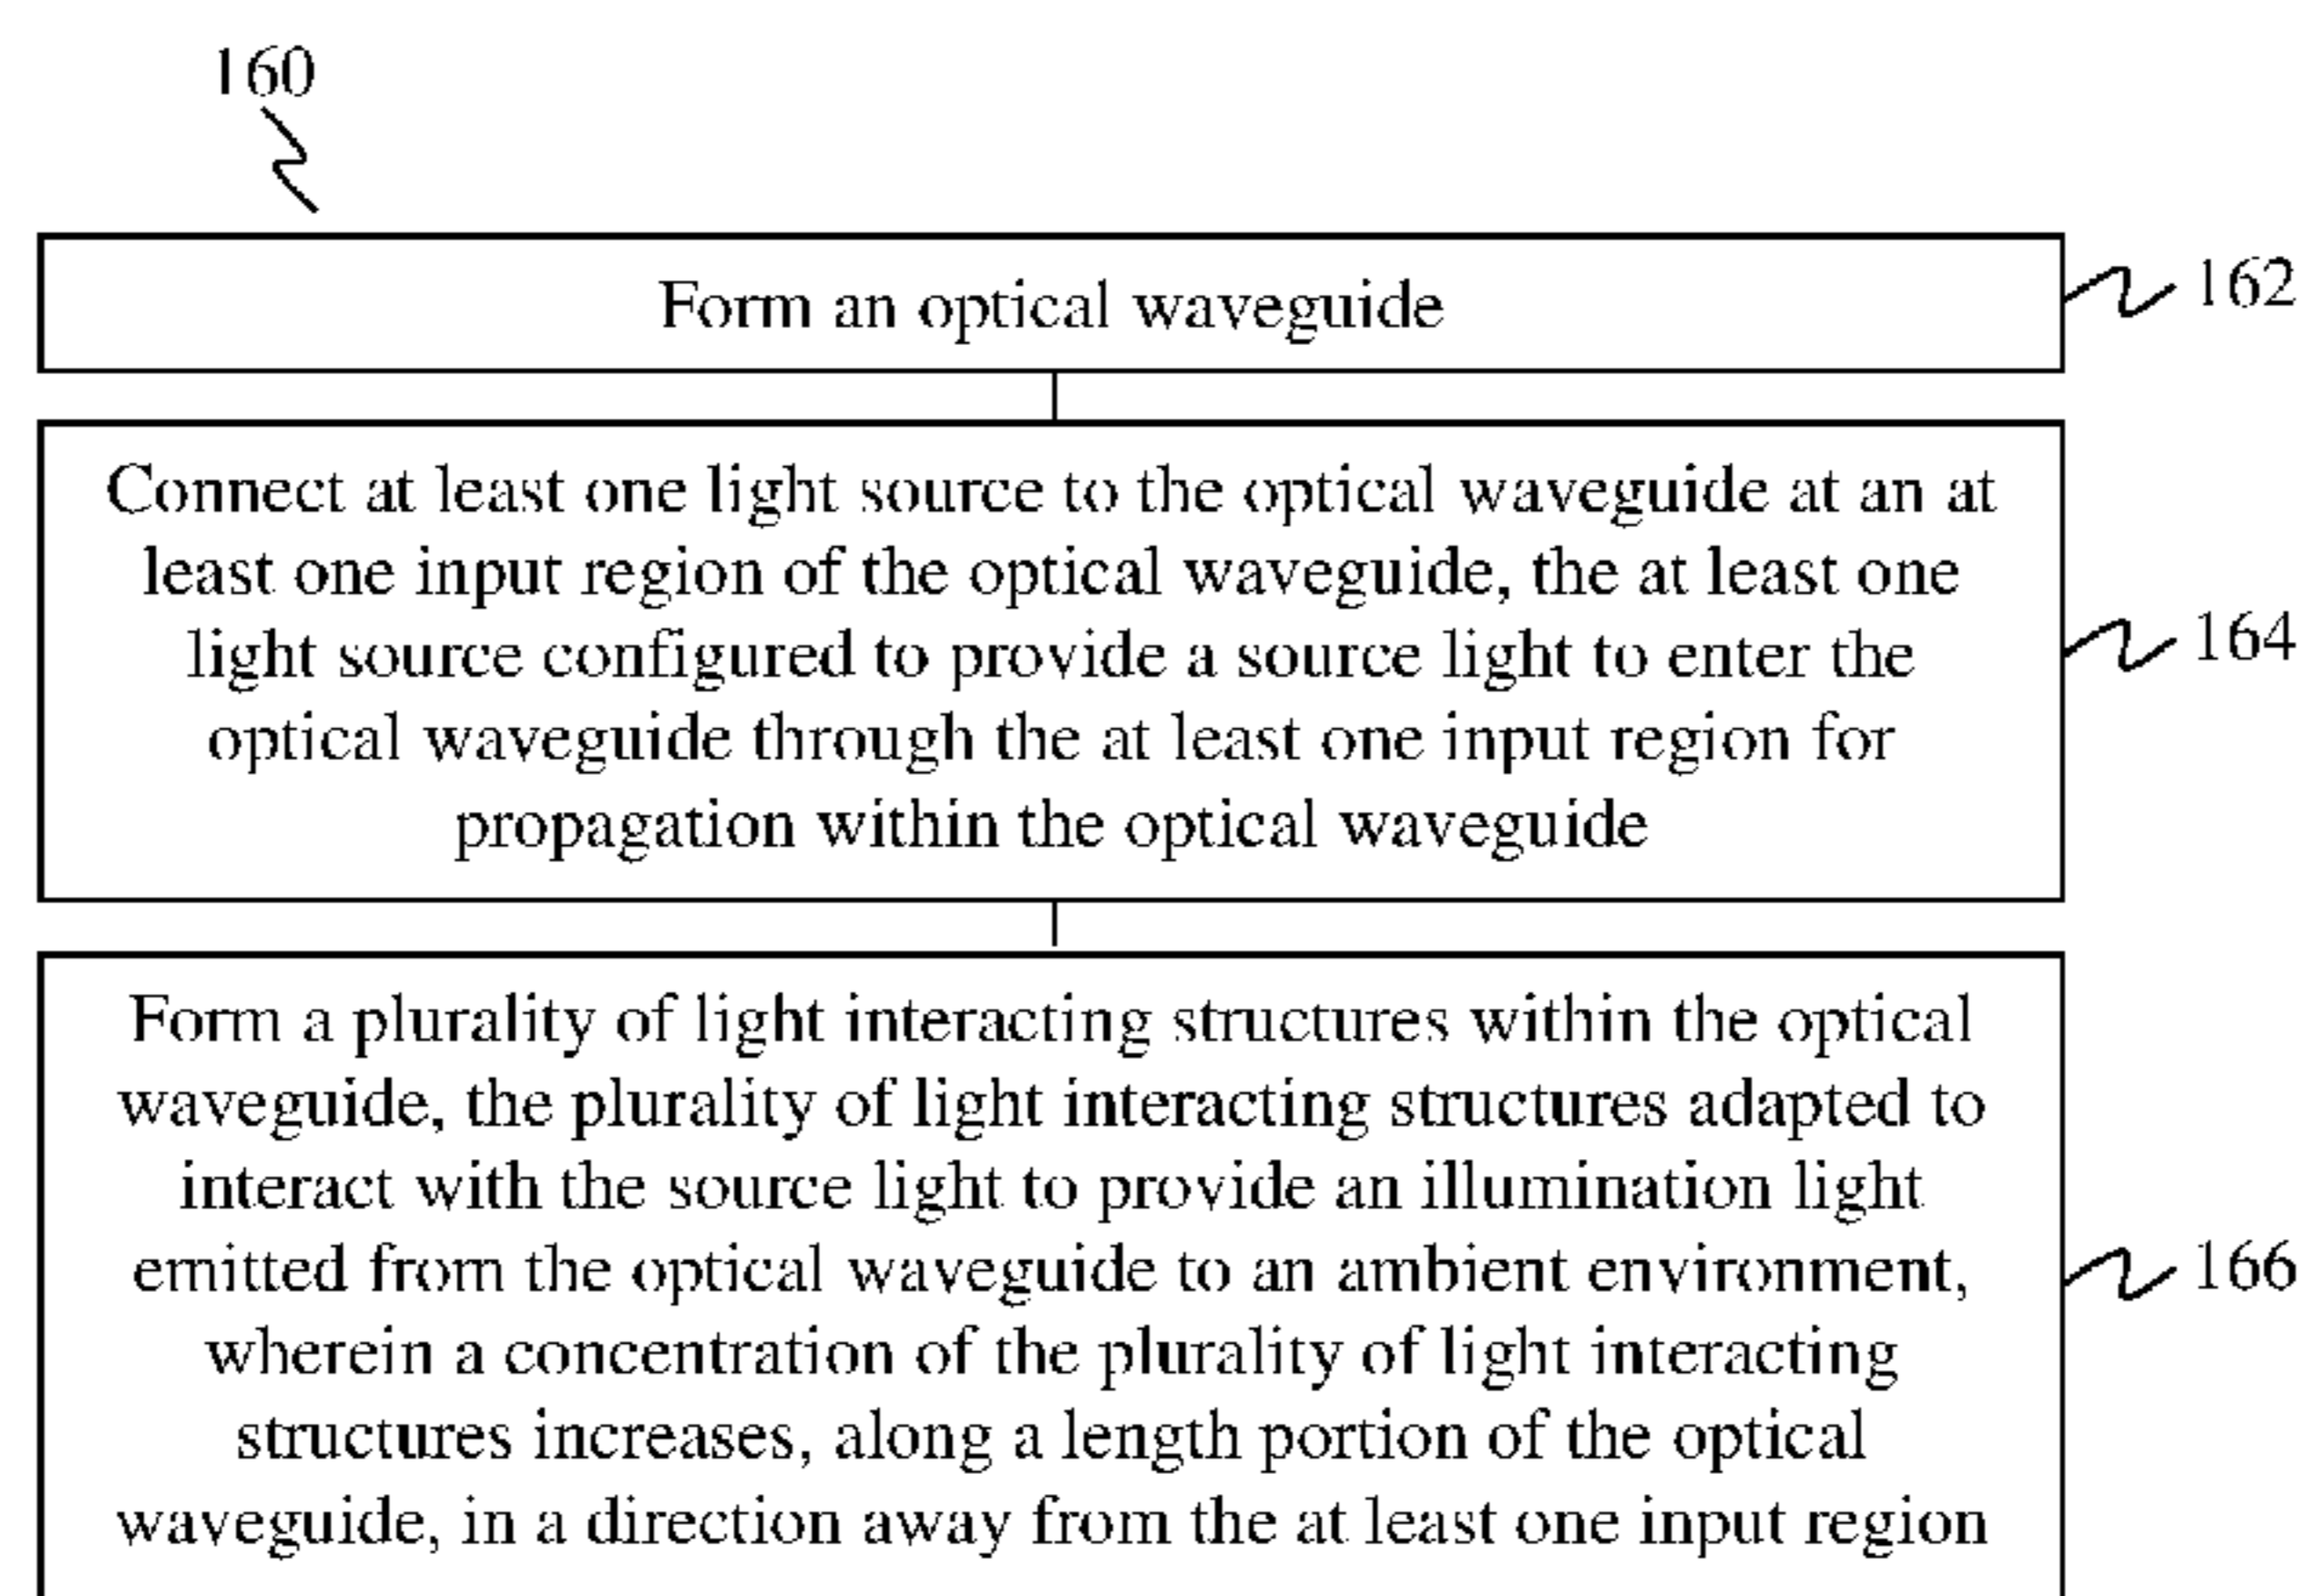 160
Form an optical waveguide
162
Connect at least one light source to the optical waveguide at an at
least one input region of the optical waveguide, the at least one
light source configured to provide a source light to enter the
optical waveguide through the at least one input region for
propagation within the optical waveguide
164
Form a plurality of light interacting structures within the optical
waveguide, the plurality of light interacting structures adapted to
interact with the source light to provide an illumination light
emitted from the optical waveguide to an ambient environment,
wherein a concentration of the plurality of light interacting
structures increases, along a length portion of the optical
waveguide, in a direction away from the at least one input region
166